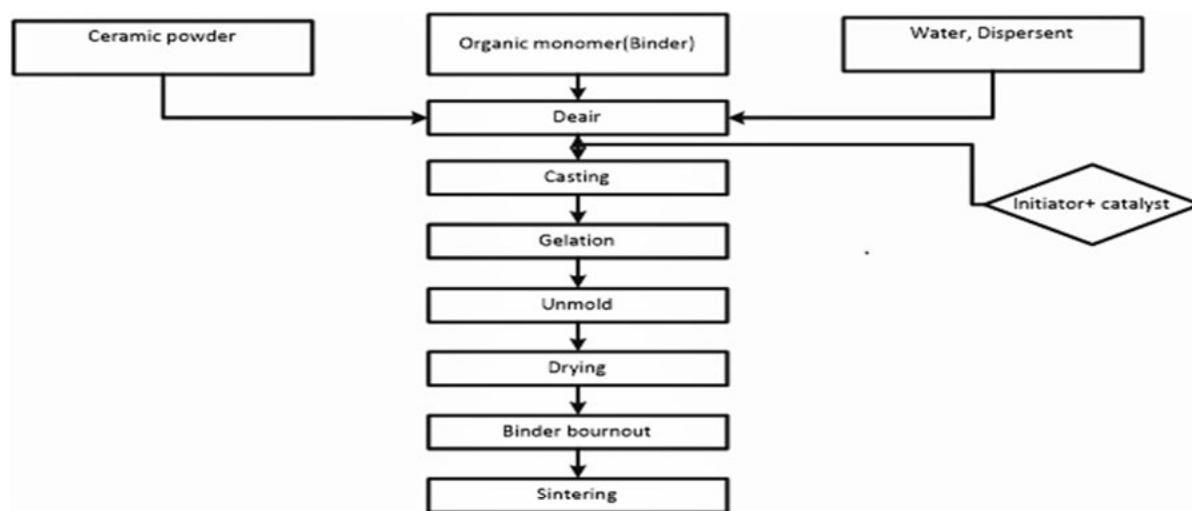 Ceramic powder
Organic monomer(Binder)
Water, Dispersent
Deair
Casting
Initiator+ catalyst
Gelation
Unmold
Drying
Binder bournout
Sintering